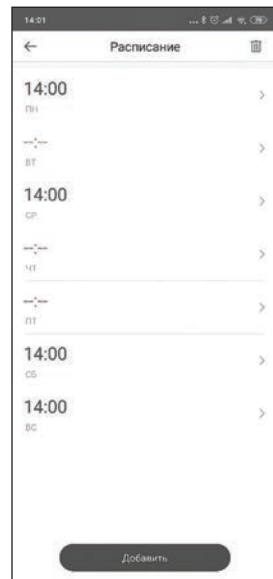 14:01
Расписание
14:00
ПН
--:--
ВТ
14:00
СР
--:--
ЧТ
--:--
ПТ
14:00
СБ
14:00
ВС
Добавить